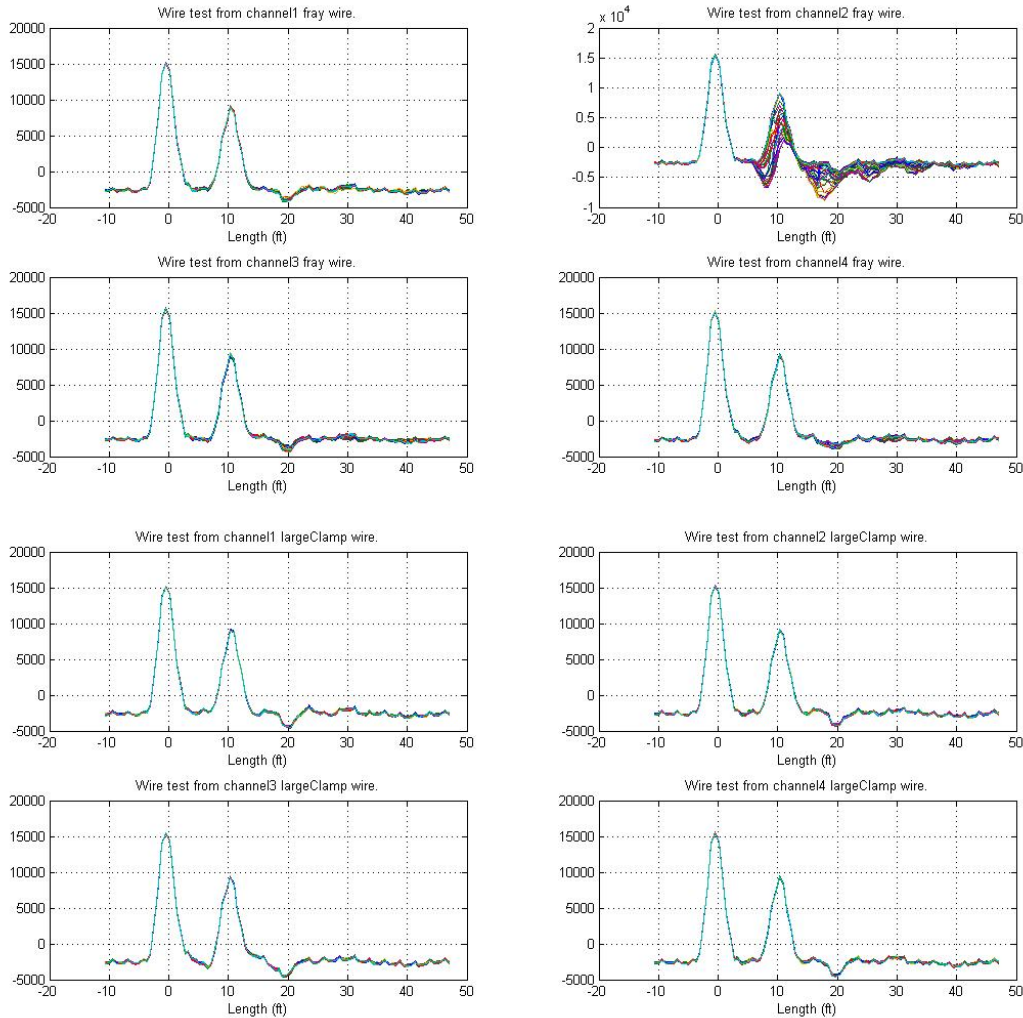 Wire test from channel1 fray wire.
20000
15000
10000
5000
0
-5000
-20 -10 0 10 20 30 40 50
Length (ft)
Wire test from channel2 fray wire.
2 x 10^4
1.5
1
0.5
0
-0.5
-1
-20 -10 0 10 20 30 40 50
Length (ft)
Wire test from channel3 fray wire.
20000
15000
10000
5000
0
-5000
-20 -10 0 10 20 30 40 50
Length (ft)
Wire test from channel4 fray wire.
20000
15000
10000
5000
0
-5000
-20 -10 0 10 20 30 40 50
Length (ft)
Wire test from channel1 largeClamp wire.
20000
15000
10000
5000
0
-5000
-20 -10 0 10 20 30 40 50
Length (ft)
Wire test from channel2 largeClamp wire.
20000
15000
10000
5000
0
-5000
-20 -10 0 10 20 30 40 50
Length (ft)
Wire test from channel3 largeClamp wire.
20000
15000
10000
5000
0
-5000
-20 -10 0 10 20 30 40 50
Length (ft)
Wire test from channel4 largeClamp wire.
20000
15000
10000
5000
0
-5000
-20 -10 0 10 20 30 40 50
Length (ft)